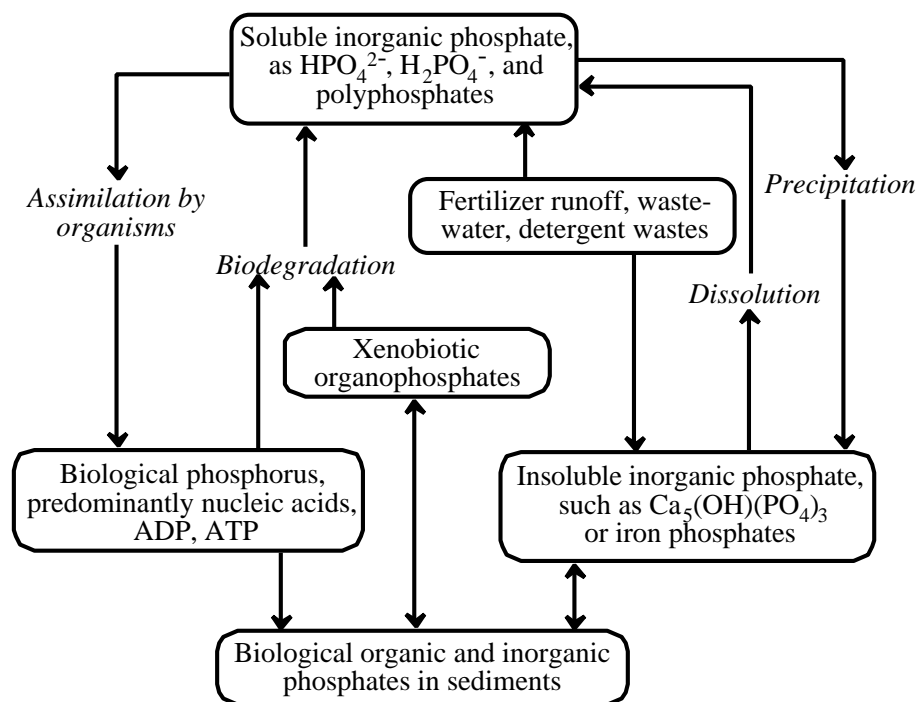 Soluble inorganic phosphate,
as HPO₄²⁻, H₂PO₄⁻, and
polyphosphates
Assimilation by
organisms
Biodegradation
Fertilizer runoff, waste-
water, detergent wastes
Precipitation
Dissolution
Xenobiotic
organophosphates
Biological phosphorus,
predominantly nucleic acids,
ADP, ATP
Insoluble inorganic phosphate,
such as Ca₅(OH)(PO₄)₃
or iron phosphates
Biological organic and inorganic
phosphates in sediments